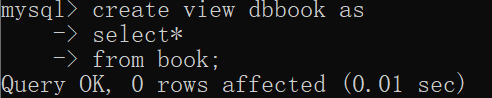 mysql> create view dbbook as
    -> select*
    -> from book;
Query OK, 0 rows affected (0.01 sec)